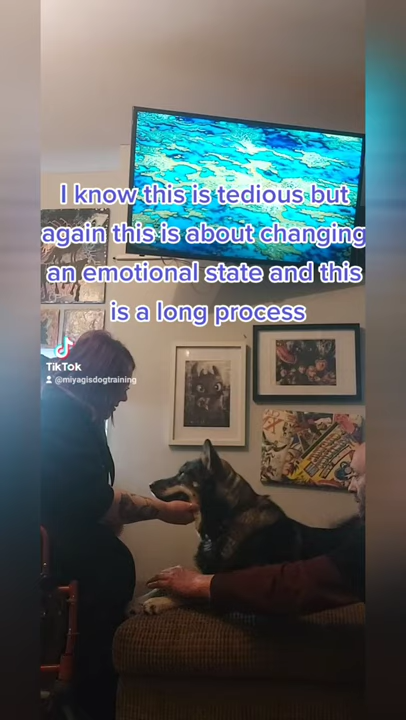 I know this is tedious but
again this is about changing
an emotional state and this
is a long process
TikTok
@miyagisdogtraining